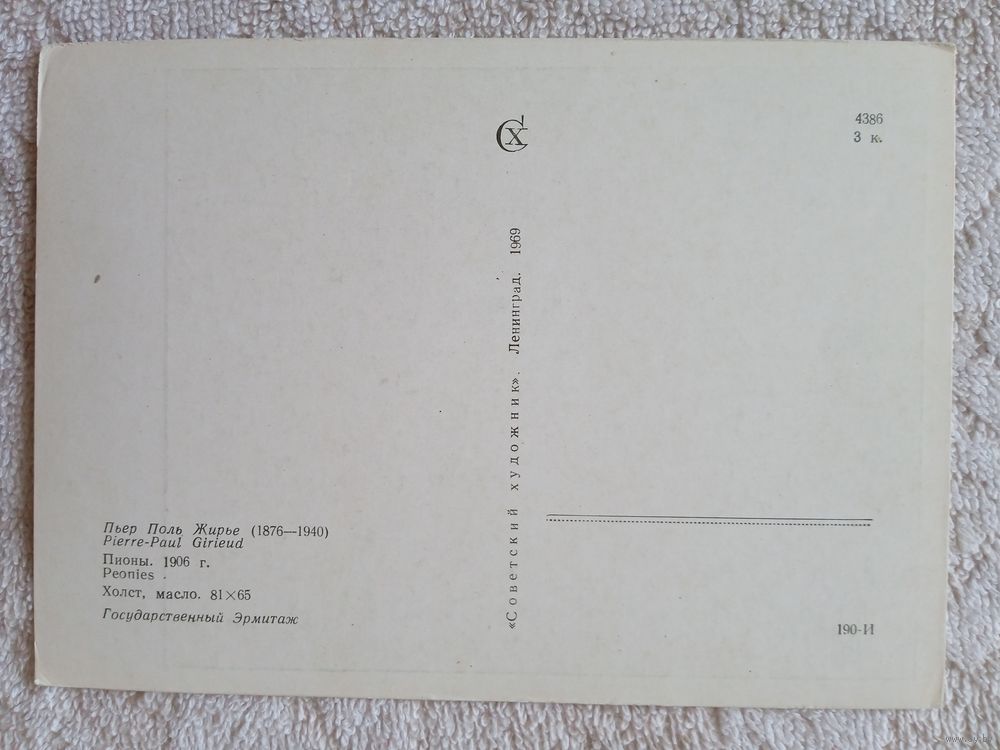 СХ
4386
3 к.
«Советский художник». Ленинград. 1969
Пьер Поль Жирье (1876—1940)
Pierre-Paul Girieud
Пионы. 1906 г.
Peonies .
Холст, масло. 81×65
Государственный Эрмитаж
190-И